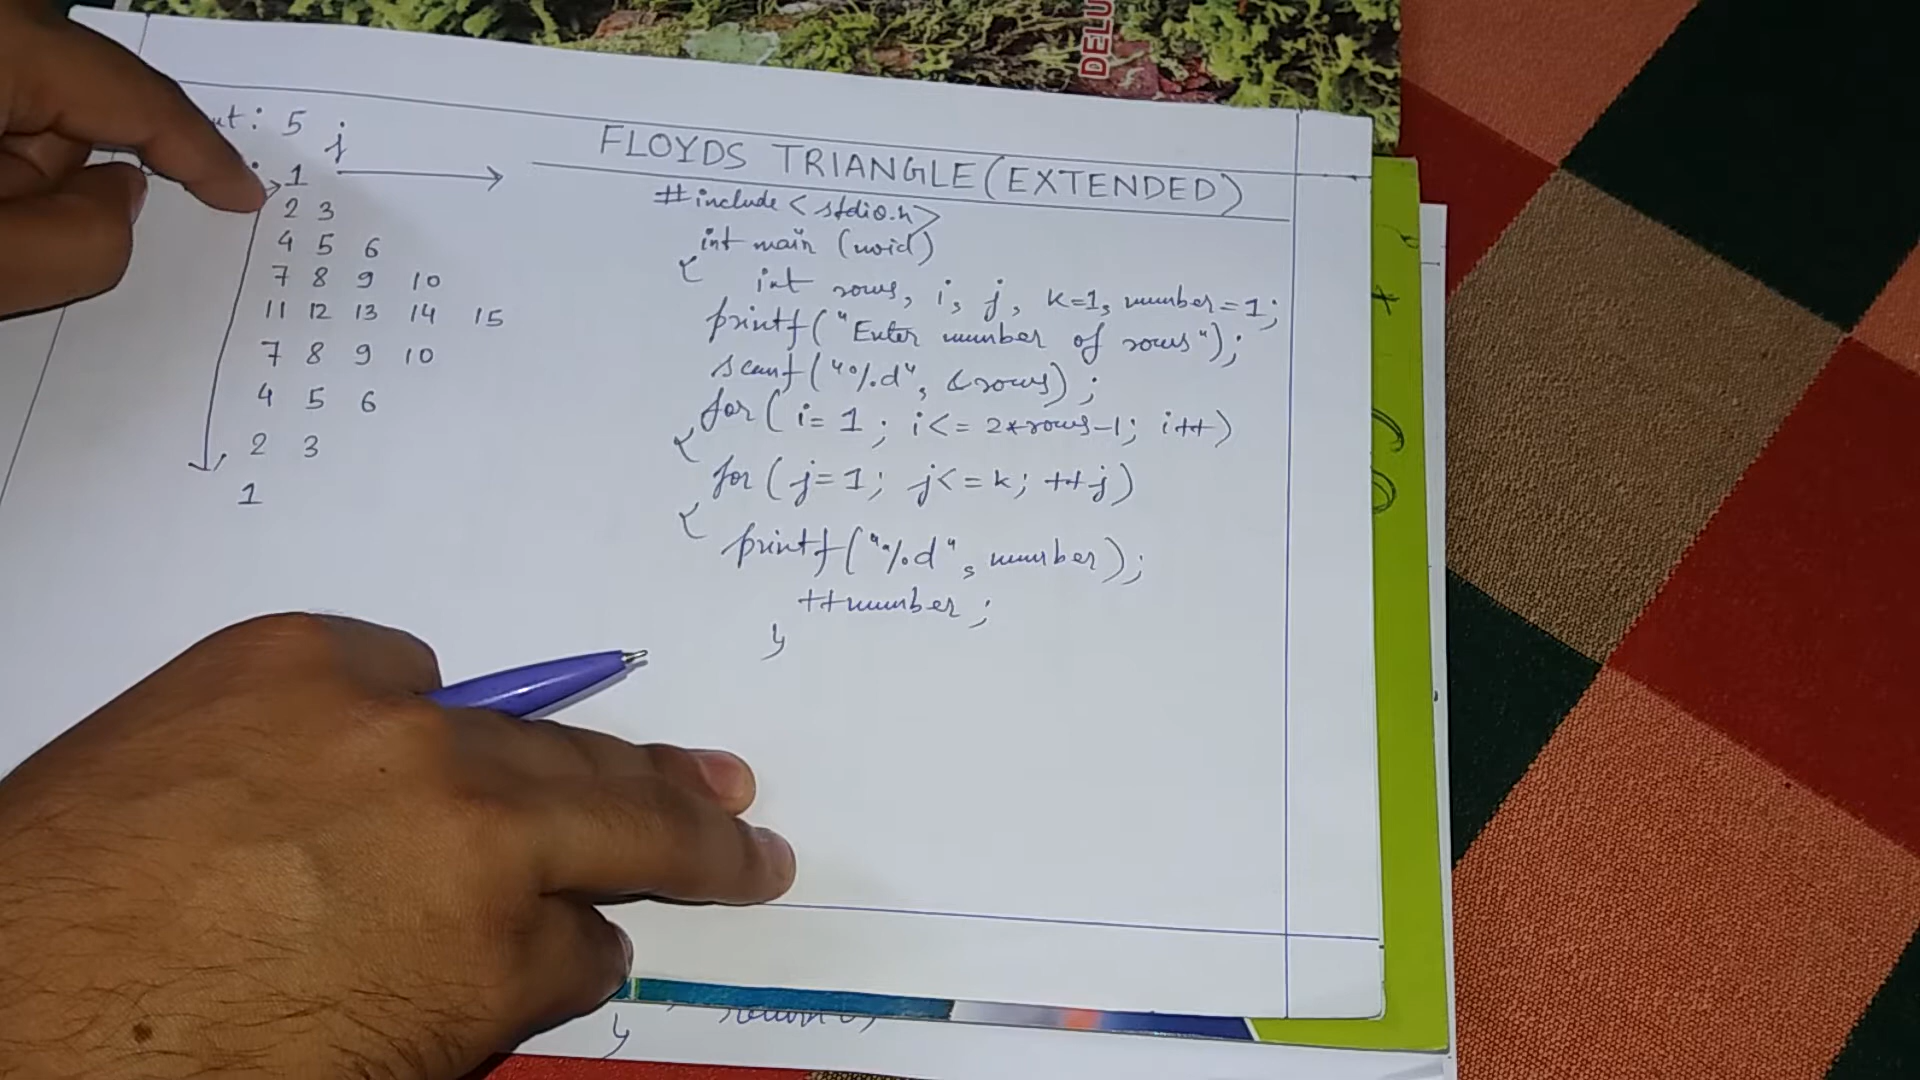 ut: 5
j
1
2 3
4 5 6
7 8 9 10
11 12 13 14 15
7 8 9 10
4 5 6
2 3
1
FLOYDS TRIANGLE (EXTENDED)
#include <stdio.h>
int main (void)
{ int rows, i, j, k=1, number=1;
printf("Enter number of rows");
scanf("%d", &rows);
for( i= 1 ; i<= 2*rows-1; i++)
{
for (j=1; j<=k; ++j)
{
printf("%d", number);
++number;
}
}
DELU